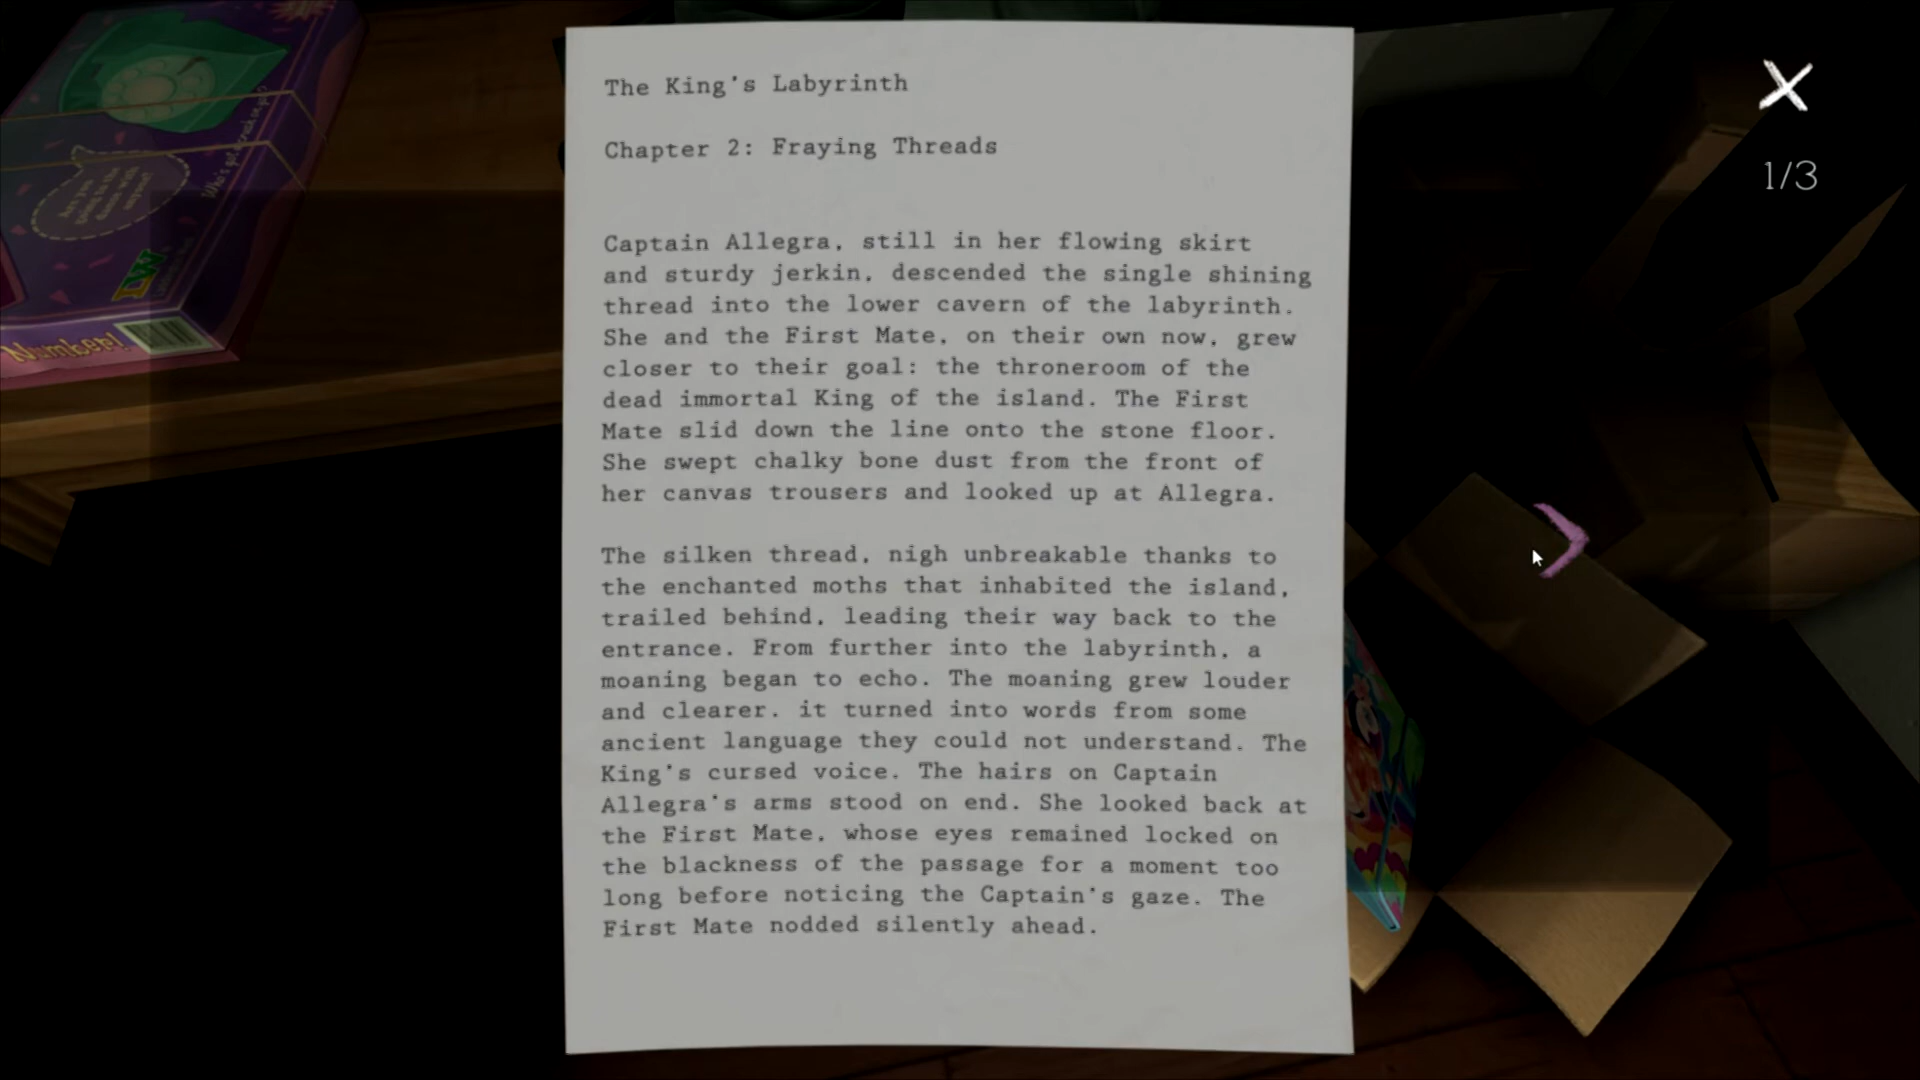 The King's Labyrinth
Chapter 2: Fraying Threads
Captain Allegra, still in her flowing skirt
and sturdy jerkin, descended the single shining
thread into the lower cavern of the labyrinth.
She and the First Mate, on their own now, grew
closer to their goal: the throneroom of the
dead immortal King of the island. The First
Mate slid down the line onto the stone floor.
She swept chalky bone dust from the front of
her canvas trousers and looked up at Allegra.
The silken thread, nigh unbreakable thanks to
the enchanted moths that inhabited the island,
trailed behind, leading their way back to the
entrance. From further into the labyrinth, a
moaning began to echo. The moaning grew louder
and clearer. it turned into words from some
ancient language they could not understand. The
King's cursed voice. The hairs on Captain
Allegra's arms stood on end. She looked back at
the First Mate, whose eyes remained locked on
the blackness of the passage for a moment too
long before noticing the Captain's gaze. The
First Mate nodded silently ahead.
1/3
Are you
going to the
dance with
anyone?
LW
Number!